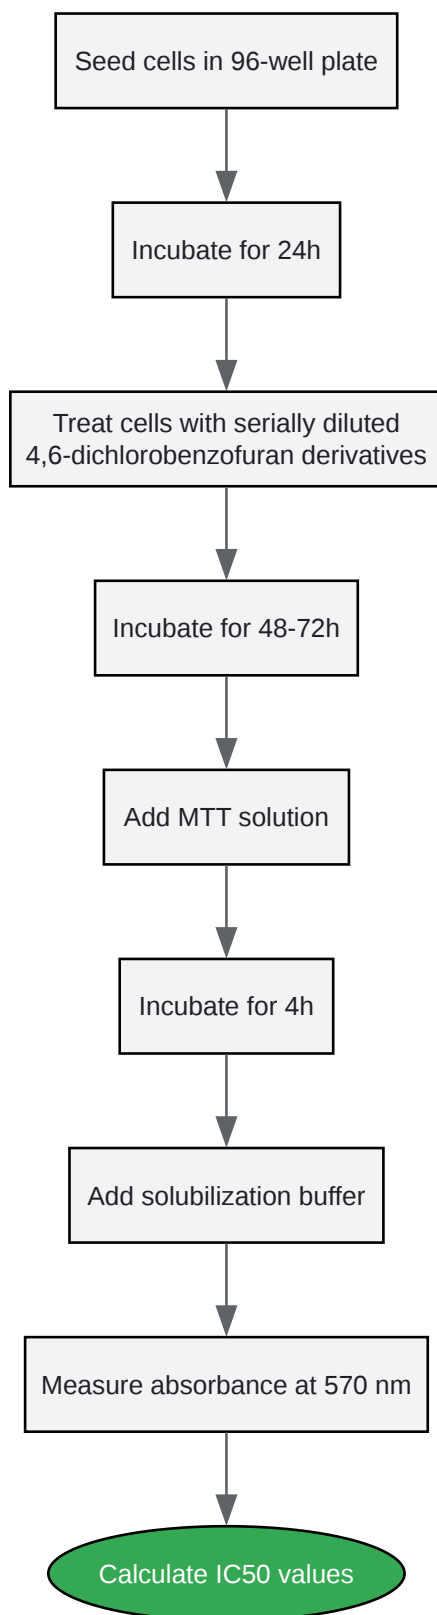 Seed cells in 96-well plate
Incubate for 24h
Treat cells with serially diluted
4,6-dichlorobenzofuran derivatives
Incubate for 48-72h
Add MTT solution
Incubate for 4h
Add solubilization buffer
Measure absorbance at 570 nm
Calculate IC50 values